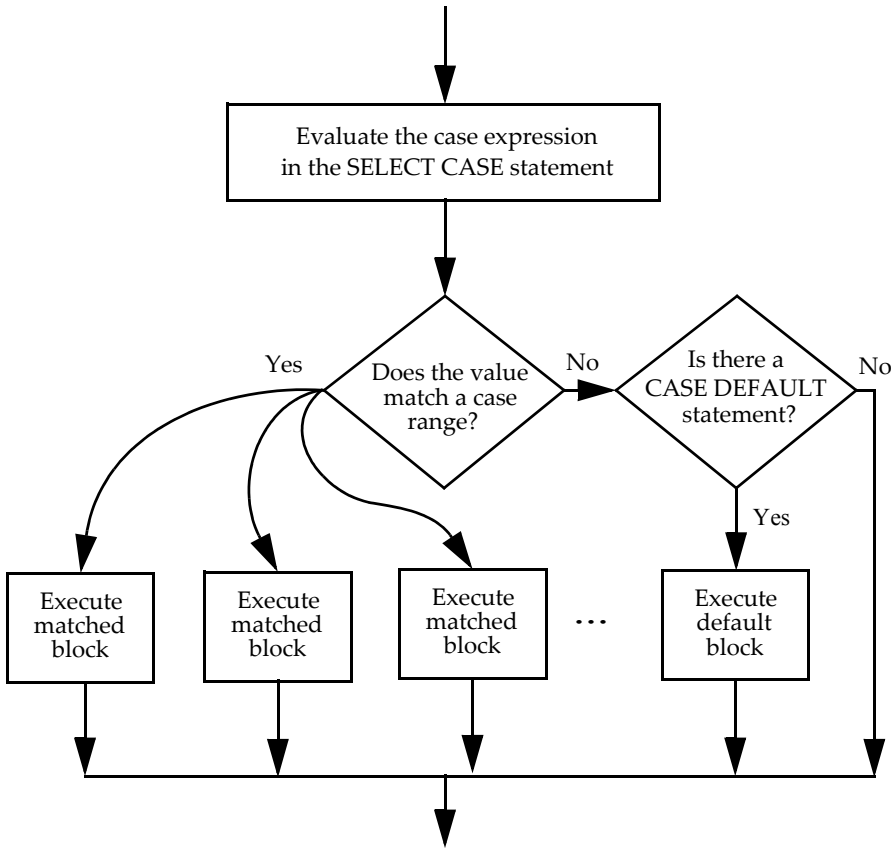 Evaluate the case expression
in the SELECT CASE statement
Yes
Does the value
match a case
range?
No
Is there a
CASE DEFAULT
statement?
No
Yes
Execute
matched
block
Execute
matched
block
Execute
matched
block
...
Execute
default
block